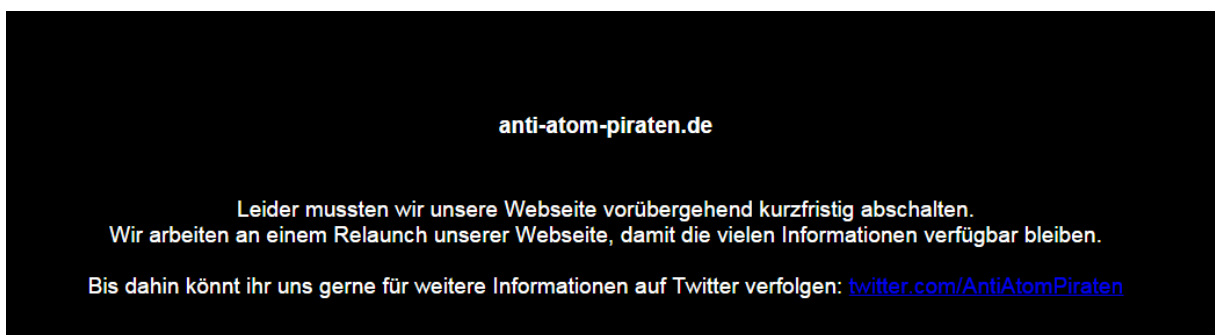 anti-atom-piraten.de
Leider mussten wir unsere Webseite vorübergehend kurzfristig abschalten.
Wir arbeiten an einem Relaunch unserer Webseite, damit die vielen Informationen verfügbar bleiben.
Bis dahin könnt ihr uns gerne für weitere Informationen auf Twitter verfolgen: twitter.com/AntiAtomPiraten